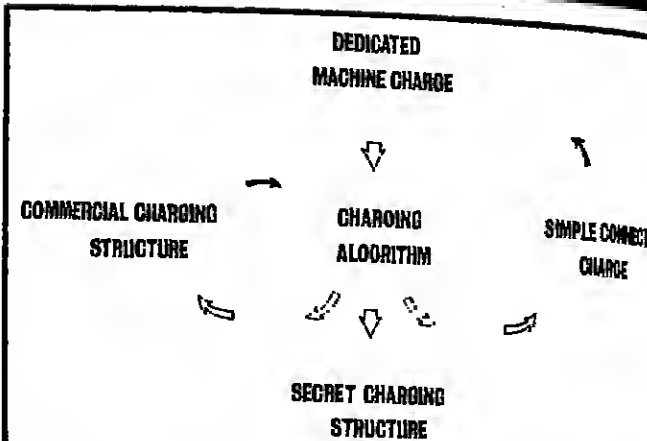 DEDICATED
MACHINE CHARGE
COMMERCIAL CHARGING
STRUCTURE
CHARGING
ALGORITHM
SIMPLE CONNECT
CHARGE
SECRET CHARGING
STRUCTURE